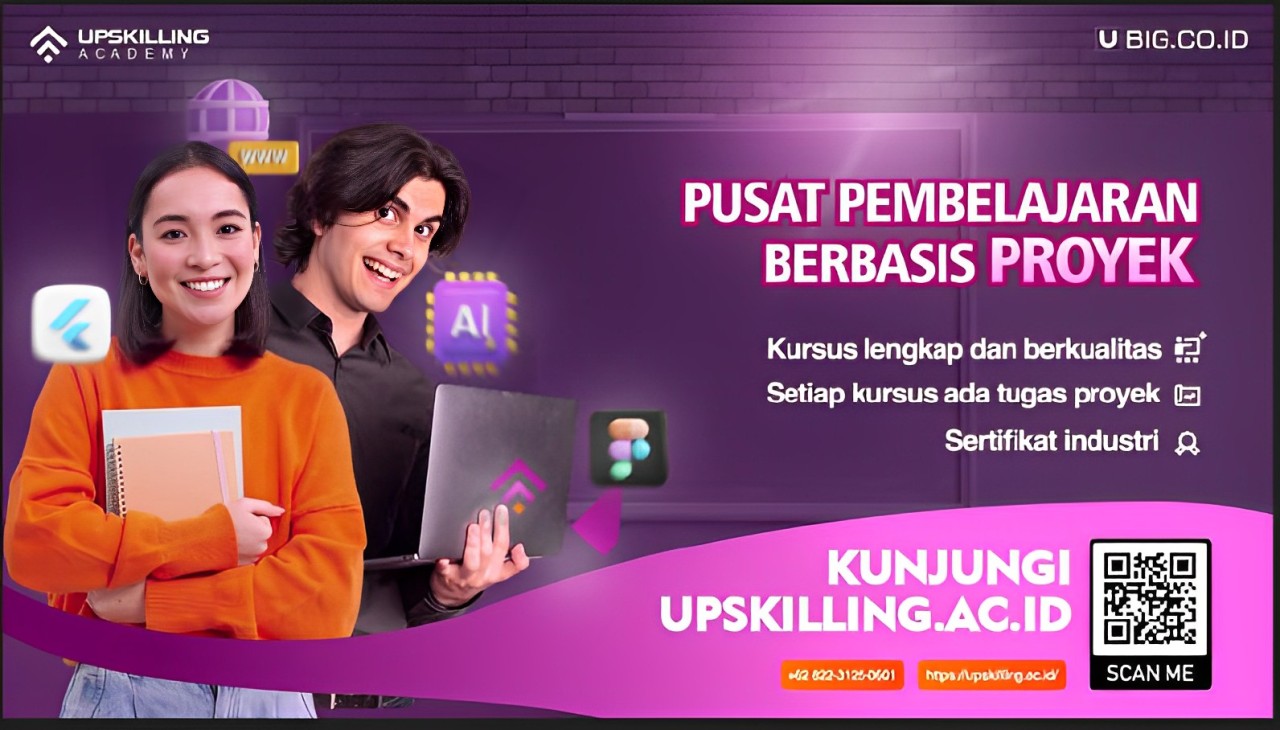 UPSKILLING
ACADEMY
U BIG.CO.ID
WWW
AI
PUSAT PEMBELAJARAN
BERBASIS PROYEK
Kursus lengkap dan berkualitas
Setiap kursus ada tugas proyek
Sertifikat industri
KUNJUNGI
UPSKILLING.AC.ID
+62 822-3125-0601
https://upskilling.ac.id/
SCAN ME